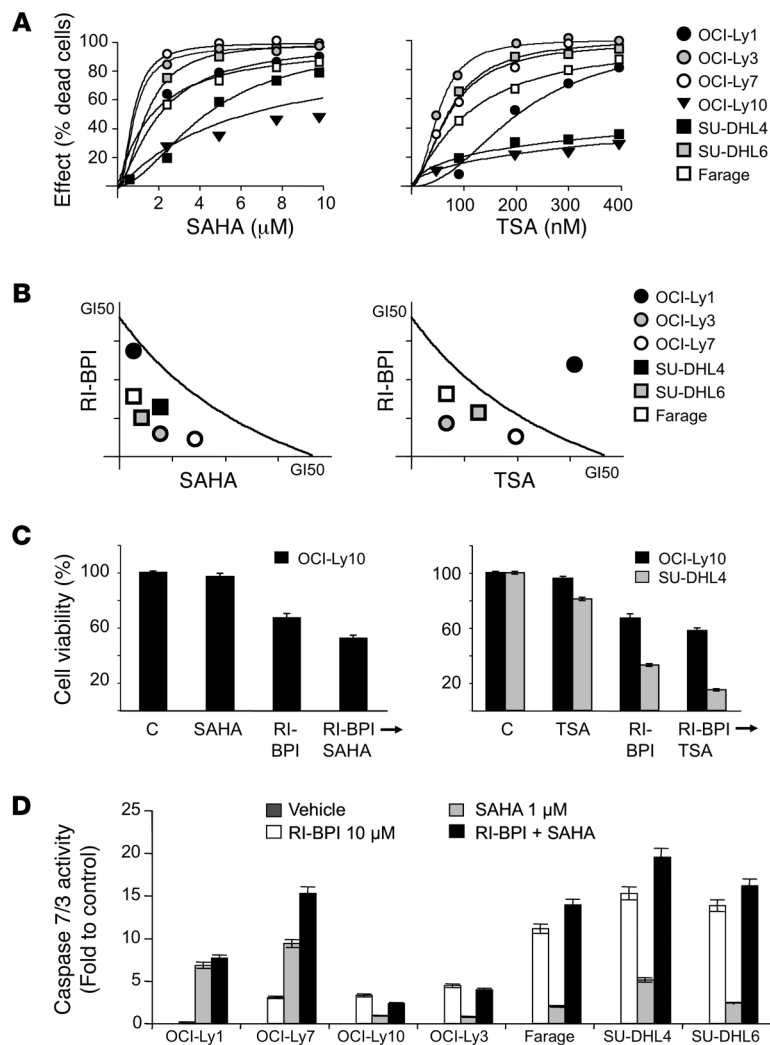 A
Effect (% dead cells)
100
80
60
40
20
2
4
6
8
10
SAHA (μM)
100
200
300
400
TSA (nM)
OCI-Ly1
OCI-Ly3
OCI-Ly7
OCI-Ly10
SU-DHL4
SU-DHL6
Farage
B
GI50
RI-BPI
GI50
SAHA
GI50
RI-BPI
GI50
TSA
OCI-Ly1
OCI-Ly3
OCI-Ly7
SU-DHL4
SU-DHL6
Farage
C
Cell viability (%)
100
60
20
OCI-Ly10
C
SAHA
RI-
BPI
RI-BPI
SAHA
100
60
20
OCI-Ly10
SU-DHL4
C
TSA
RI-
BPI
RI-BPI
TSA
D
Caspase 7/3 activity
(Fold to control)
25
20
15
10
5
0
Vehicle
SAHA 1 μM
RI-BPI 10 μM
RI-BPI + SAHA
OCI-Ly1
OCI-Ly7
OCI-Ly10
OCI-Ly3
Farage
SU-DHL4
SU-DHL6